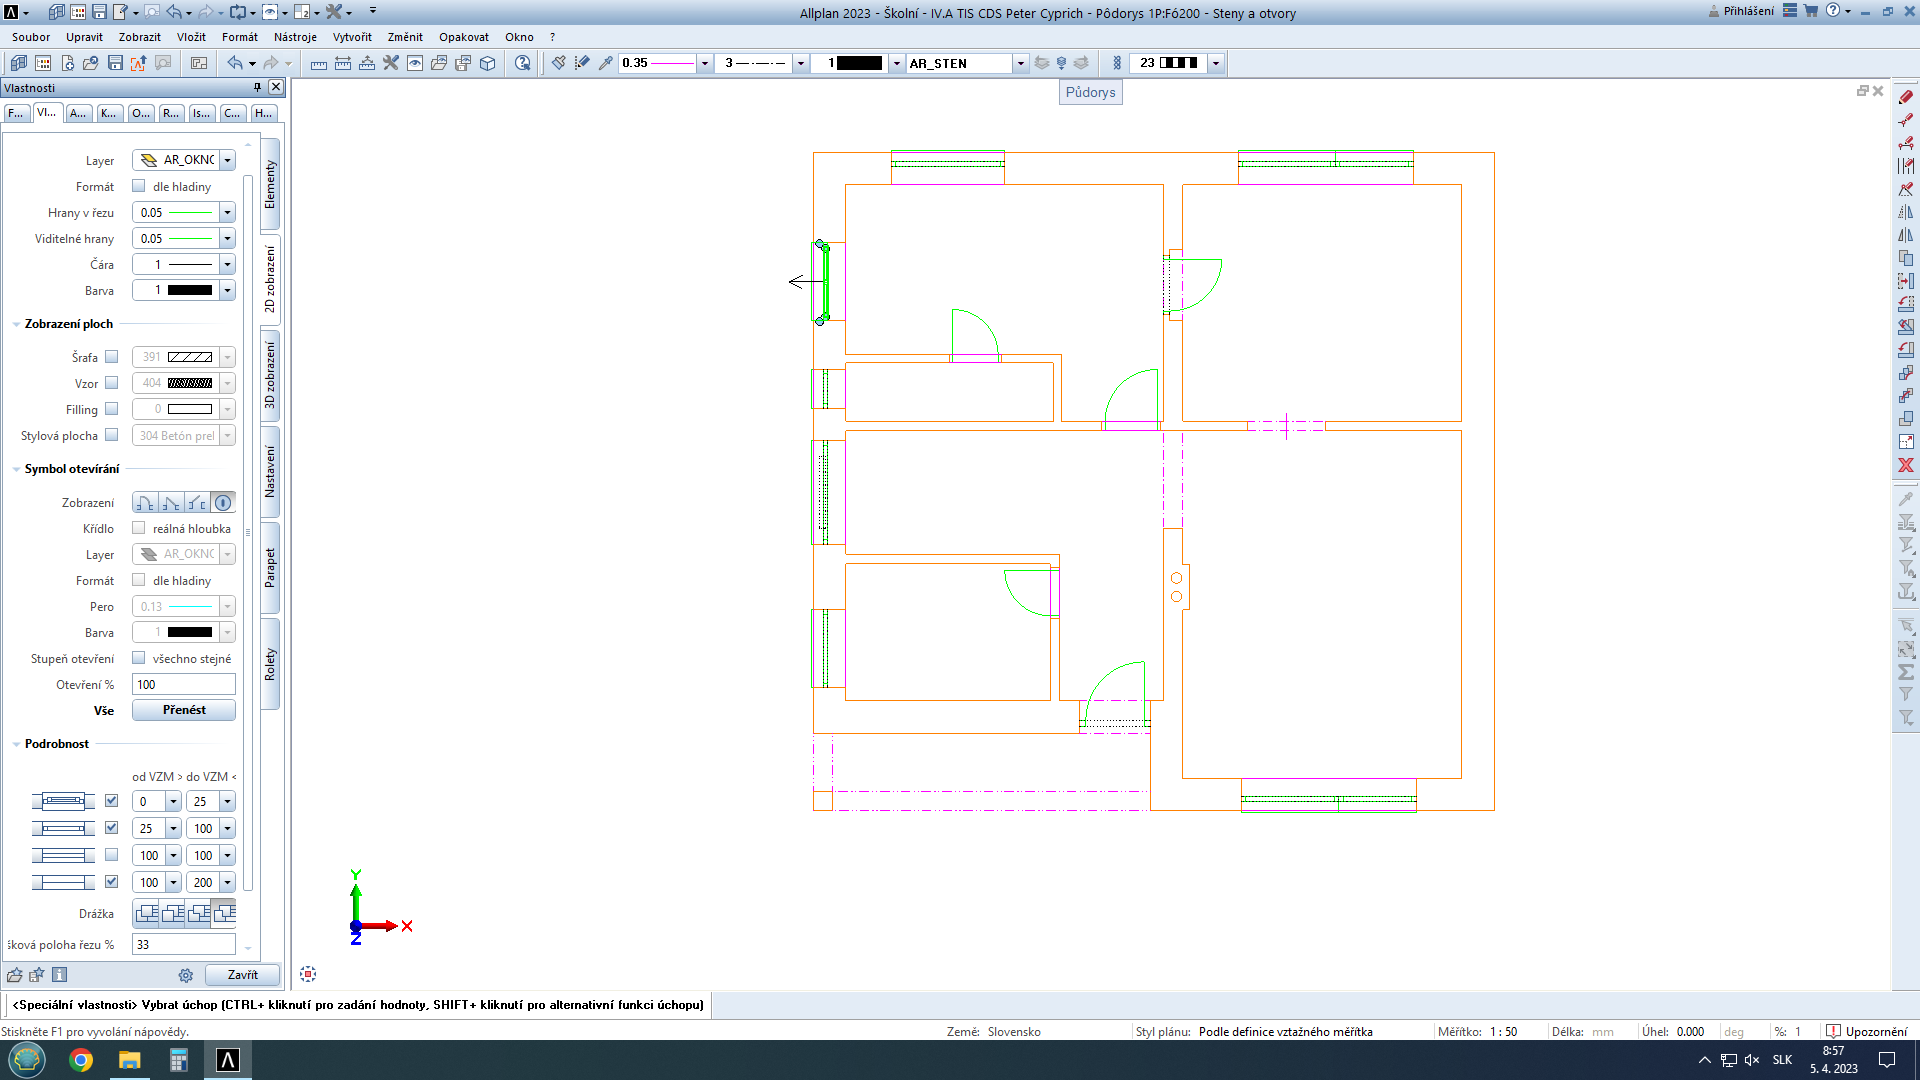 Allplan 2023 - Školní - IV.A TIS CDS Peter Cyprich - Pôdorys 1P:F6200 - Steny a otvory
Přihlášení
Soubor Upravit Zobrazit Vložit Formát Nástroje Vytvořit Změnit Opakovat Okno ?
0.35 3 1 AR_STEN 23
Vlastnosti
Půdorys
F... Vl... A... K... O... R... Is... C... H...
Layer AR_OKNC
Formát dle hladiny
Hrany v řezu 0.05
Viditelné hrany 0.05
Čára 1
Barva 1
Zobrazení ploch
Šrafa 391
Vzor 404
Filling 0
Stylová plocha 304 Betón prel
Symbol otevírání
Zobrazení
Křídlo reálná hloubka
Layer AR_OKNC
Formát dle hladiny
Pero 0.13
Barva 1
Stupeň otevření všechno stejné
Otevření % 100
Vše Přenést
Podrobnost
od VZM > do VZM <
0 25
25 100
100 100
100 200
Drážka
šková poloha řezu % 33
Zavřít
Elementy
2D zobrazení
3D zobrazení
Nastavení
Parapet
Rolety
Y
X
Z
<Speciální vlastnosti> Vybrat úchop (CTRL+ kliknutí pro zadání hodnoty, SHIFT+ kliknutí pro alternativní funkci úchopu)
Stiskněte F1 pro vyvolání nápovědy.
Země: Slovensko
Styl plánu: Podle definice vztažného měřítka
Měřítko: 1 : 50
Délka: mm
Úhel: 0.000 deg
%: 1
Upozornění
SLK
8:57
5. 4. 2023